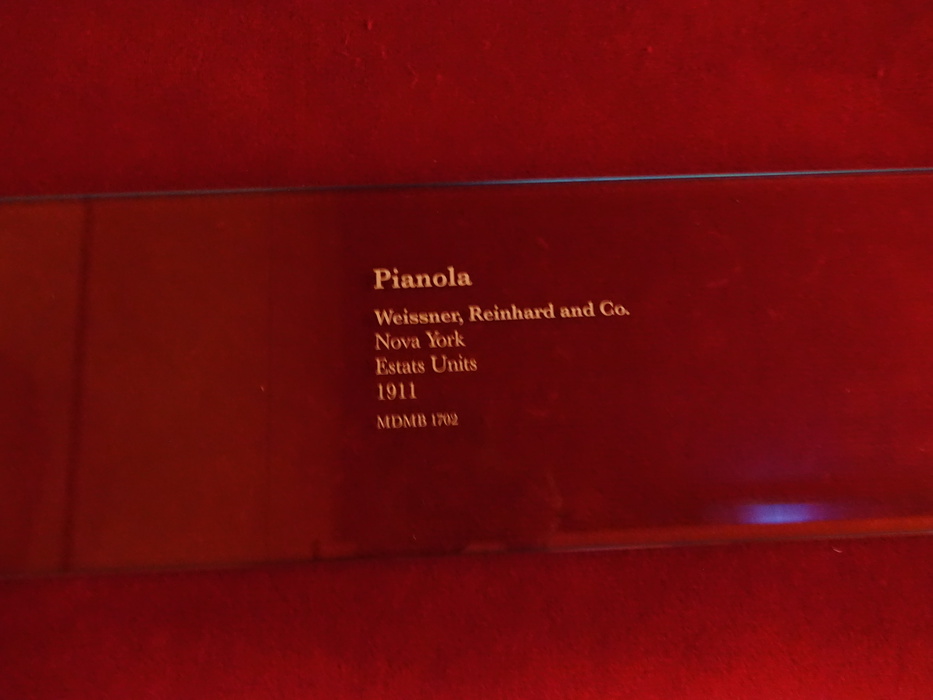 Pianola
Weissner, Reinhard and Co.
Nova York
Estats Units
1911
MDMB 1702